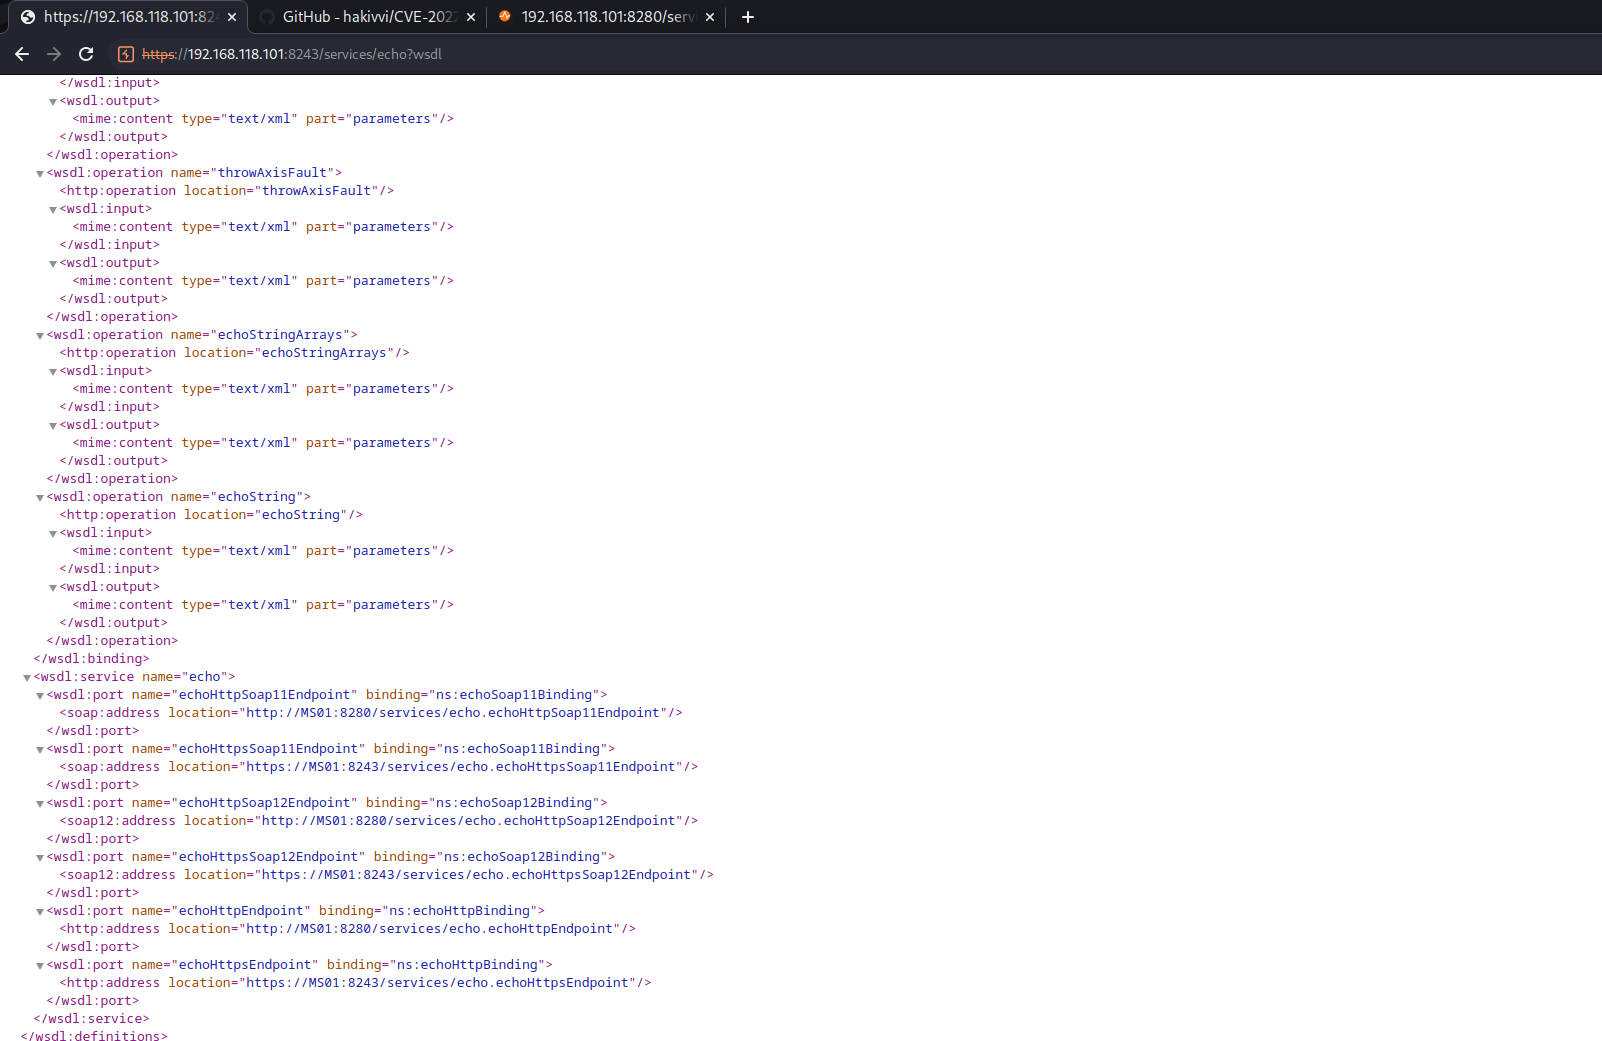 https://192.168.118.101:824
GitHub - hakivvi/CVE-2022
192.168.118.101:8280/servi
https://192.168.118.101:8243/services/echo?wsdl
</wsdl:input>
<wsdl:output>
<mime:content type="text/xml" part="parameters"/>
</wsdl:output>
</wsdl:operation>
<wsdl:operation name="throwAxisFault">
<http:operation location="throwAxisFault"/>
<wsdl:input>
<mime:content type="text/xml" part="parameters"/>
</wsdl:input>
<wsdl:output>
<mime:content type="text/xml" part="parameters"/>
</wsdl:output>
</wsdl:operation>
<wsdl:operation name="echoStringArrays">
<http:operation location="echoStringArrays"/>
<wsdl:input>
<mime:content type="text/xml" part="parameters"/>
</wsdl:input>
<wsdl:output>
<mime:content type="text/xml" part="parameters"/>
</wsdl:output>
</wsdl:operation>
<wsdl:operation name="echoString">
<http:operation location="echoString"/>
<wsdl:input>
<mime:content type="text/xml" part="parameters"/>
</wsdl:input>
<wsdl:output>
<mime:content type="text/xml" part="parameters"/>
</wsdl:output>
</wsdl:operation>
</wsdl:binding>
<wsdl:service name="echo">
<wsdl:port name="echoHttpSoap11Endpoint" binding="ns:echoSoap11Binding">
<soap:address location="http://MS01:8280/services/echo.echoHttpSoap11Endpoint"/>
</wsdl:port>
<wsdl:port name="echoHttpsSoap11Endpoint" binding="ns:echoSoap11Binding">
<soap:address location="https://MS01:8243/services/echo.echoHttpsSoap11Endpoint"/>
</wsdl:port>
<wsdl:port name="echoHttpSoap12Endpoint" binding="ns:echoSoap12Binding">
<soap12:address location="http://MS01:8280/services/echo.echoHttpSoap12Endpoint"/>
</wsdl:port>
<wsdl:port name="echoHttpsSoap12Endpoint" binding="ns:echoSoap12Binding">
<soap12:address location="https://MS01:8243/services/echo.echoHttpsSoap12Endpoint"/>
</wsdl:port>
<wsdl:port name="echoHttpEndpoint" binding="ns:echoHttpBinding">
<http:address location="http://MS01:8280/services/echo.echoHttpEndpoint"/>
</wsdl:port>
<wsdl:port name="echoHttpsEndpoint" binding="ns:echoHttpBinding">
<http:address location="https://MS01:8243/services/echo.echoHttpsEndpoint"/>
</wsdl:port>
</wsdl:service>
</wsdl:definitions>